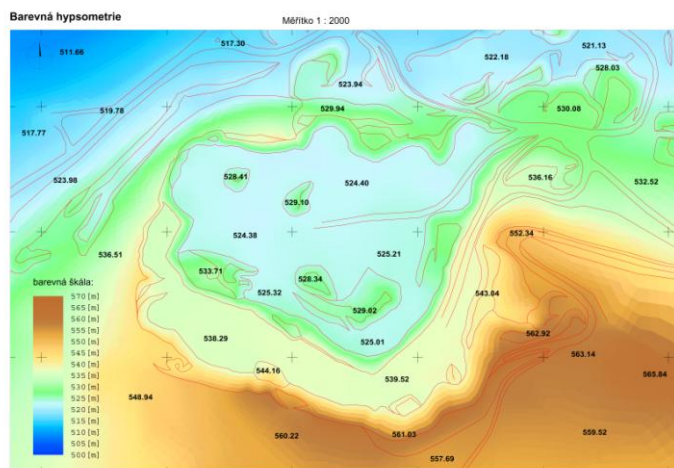 Barevná hypsometrie
Měřítko 1 : 2000
511.66
517.30
521.13
522.18
528.03
523.94
519.78
529.94
530.08
517.77
523.98
528.41
524.40
536.16
532.52
529.10
524.38
552.34
536.51
525.21
533.71
528.34
barevná škála:
525.32
543.04
570 [m]
565 [m]
529.02
560 [m]
555 [m]
562.92
550 [m]
538.29
525.01
545 [m]
563.14
540 [m]
544.16
565.84
535 [m]
539.52
530 [m]
548.94
525 [m]
520 [m]
515 [m]
560.22
561.03
559.52
510 [m]
505 [m]
557.69
500 [m]